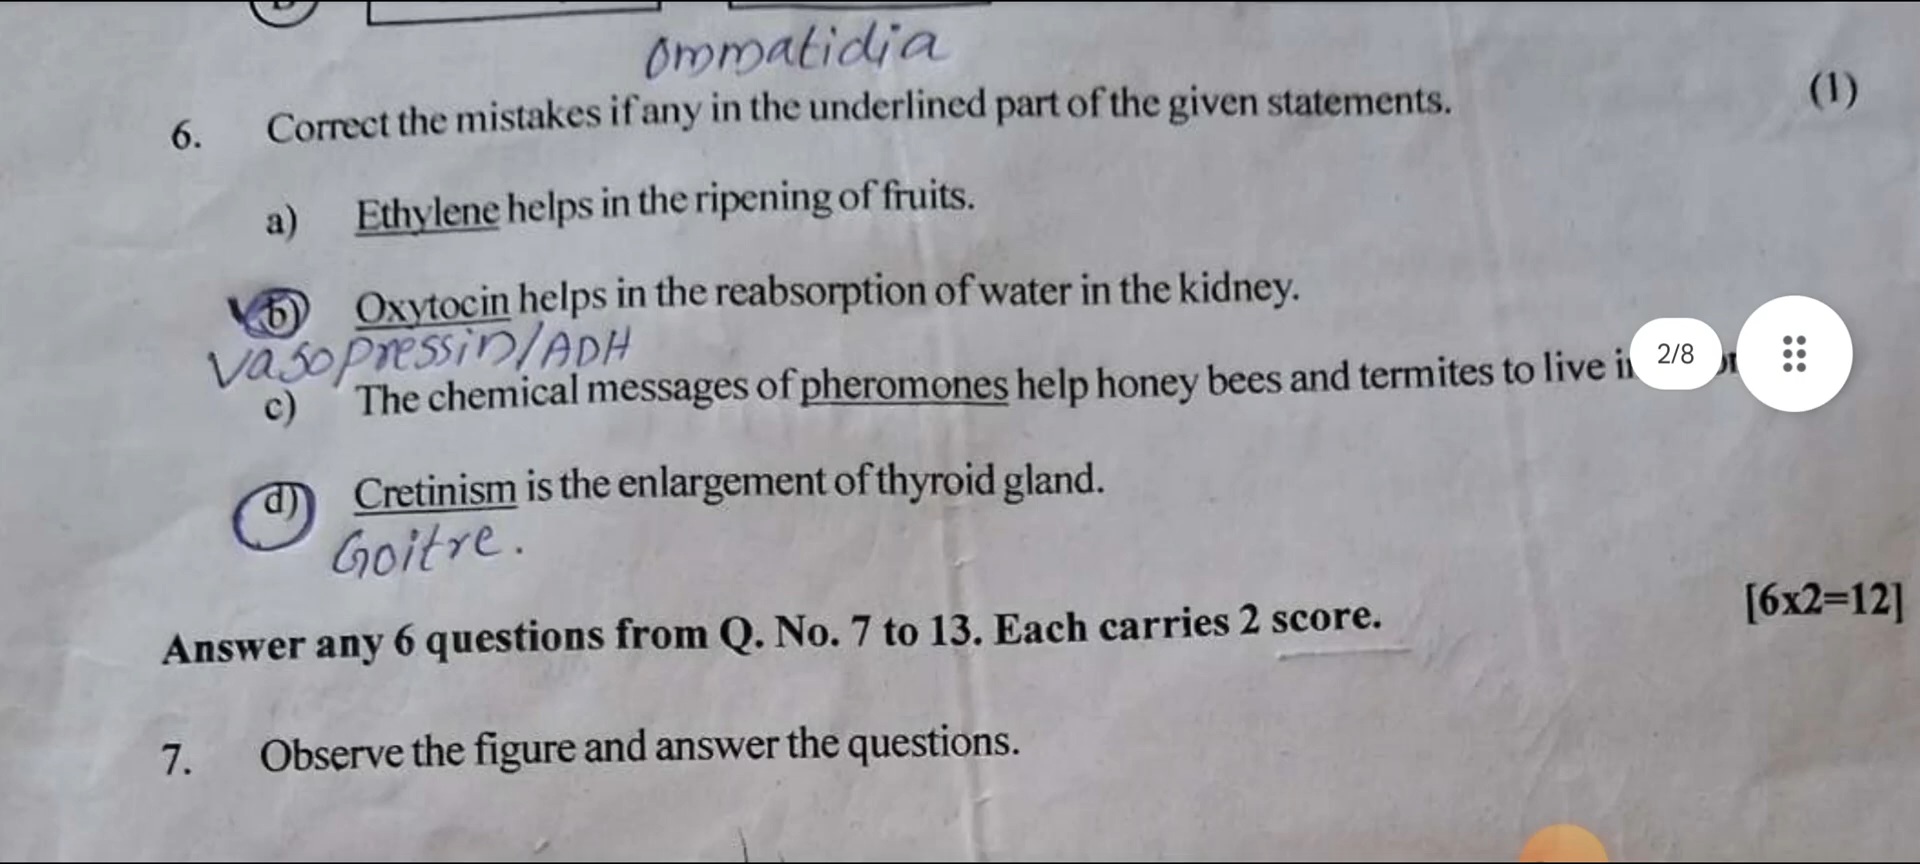 Ommatidia
6. Correct the mistakes if any in the underlined part of the given statements. (1)
a) Ethylene helps in the ripening of fruits.
b) Oxytocin helps in the reabsorption of water in the kidney.
Vasopressin/ADH
c) The chemical messages of pheromones help honey bees and termites to live
2/8
d) Cretinism is the enlargement of thyroid gland.
Goitre.
Answer any 6 questions from Q. No. 7 to 13. Each carries 2 score. [6x2=12]
7. Observe the figure and answer the questions.